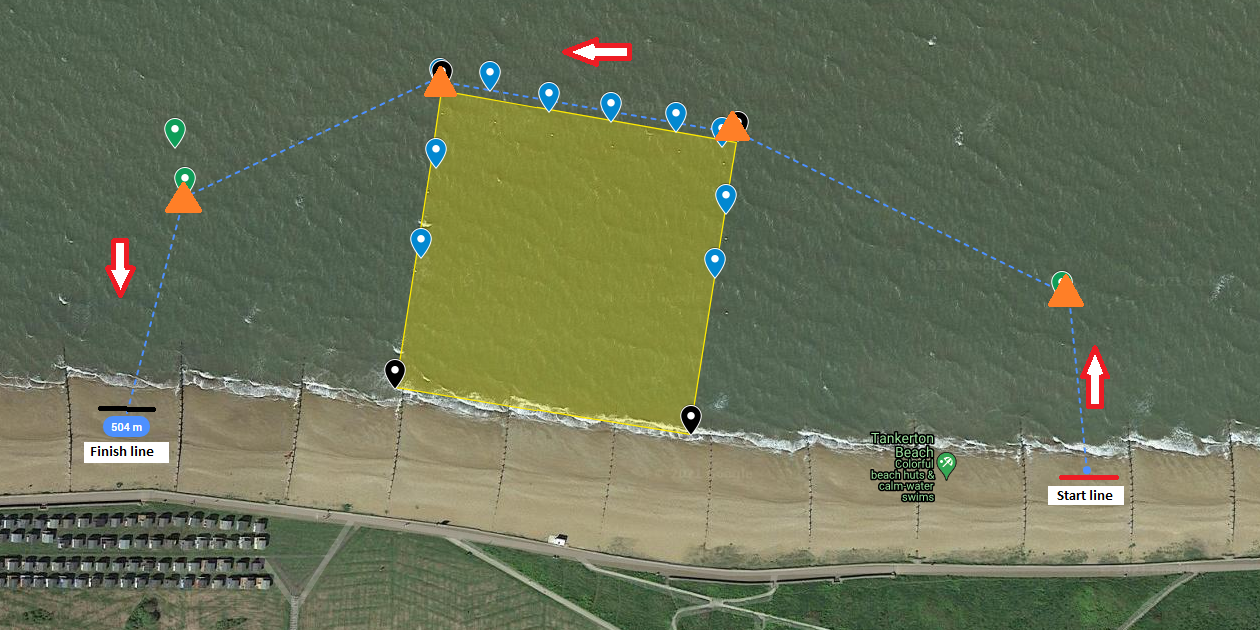 504 m
Finish line
Tankerton
Beach
Colorful
beach huts &
calm-water
swims
Start line